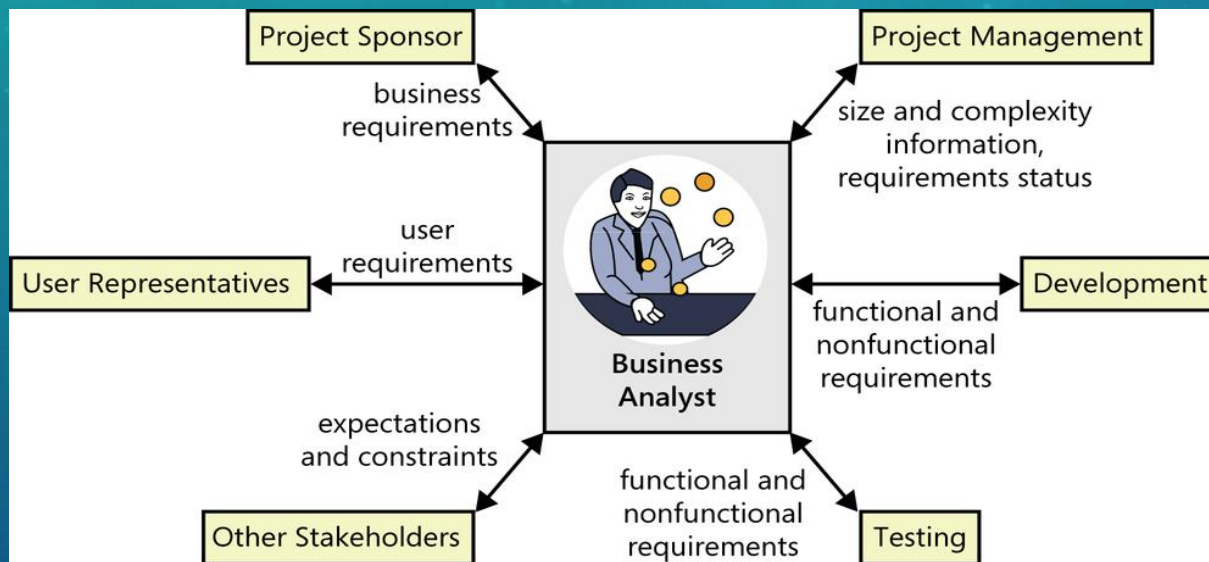 Project Sponsor
Project Management
business
requirements
size and complexity
information,
requirements status
User Representatives
user
requirements
Development
functional and
nonfunctional
requirements
Business
Analyst
expectations
and constraints
functional and
nonfunctional
requirements
Other Stakeholders
Testing